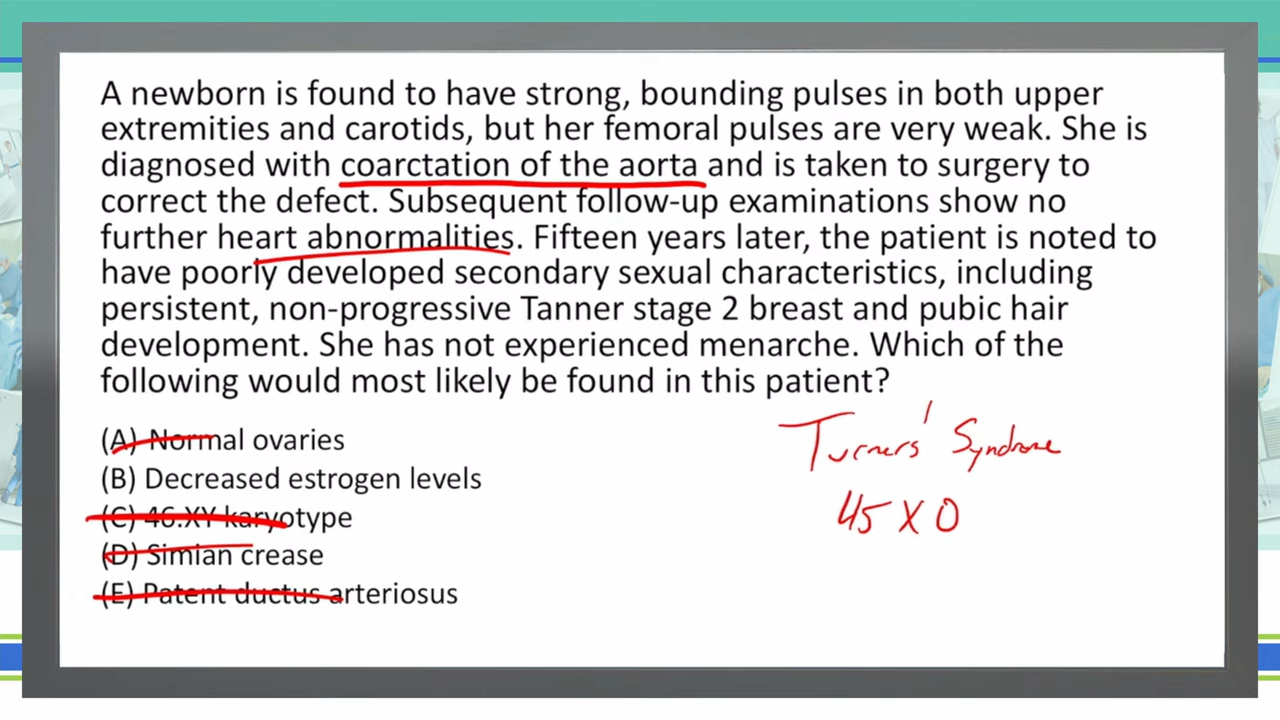 A newborn is found to have strong, bounding pulses in both upper
extremities and carotids, but her femoral pulses are very weak. She is
diagnosed with coarctation of the aorta and is taken to surgery to
correct the defect. Subsequent follow-up examinations show no
further heart abnormalities. Fifteen years later, the patient is noted to
have poorly developed secondary sexual characteristics, including
persistent, non-progressive Tanner stage 2 breast and pubic hair
development. She has not experienced menarche. Which of the
following would most likely be found in this patient?
(A) Normal ovaries
(B) Decreased estrogen levels
(C) 46.XY karyotype
(D) Simian crease
(E) Patent ductus arteriosus
Turners' Syndrome
45 X O